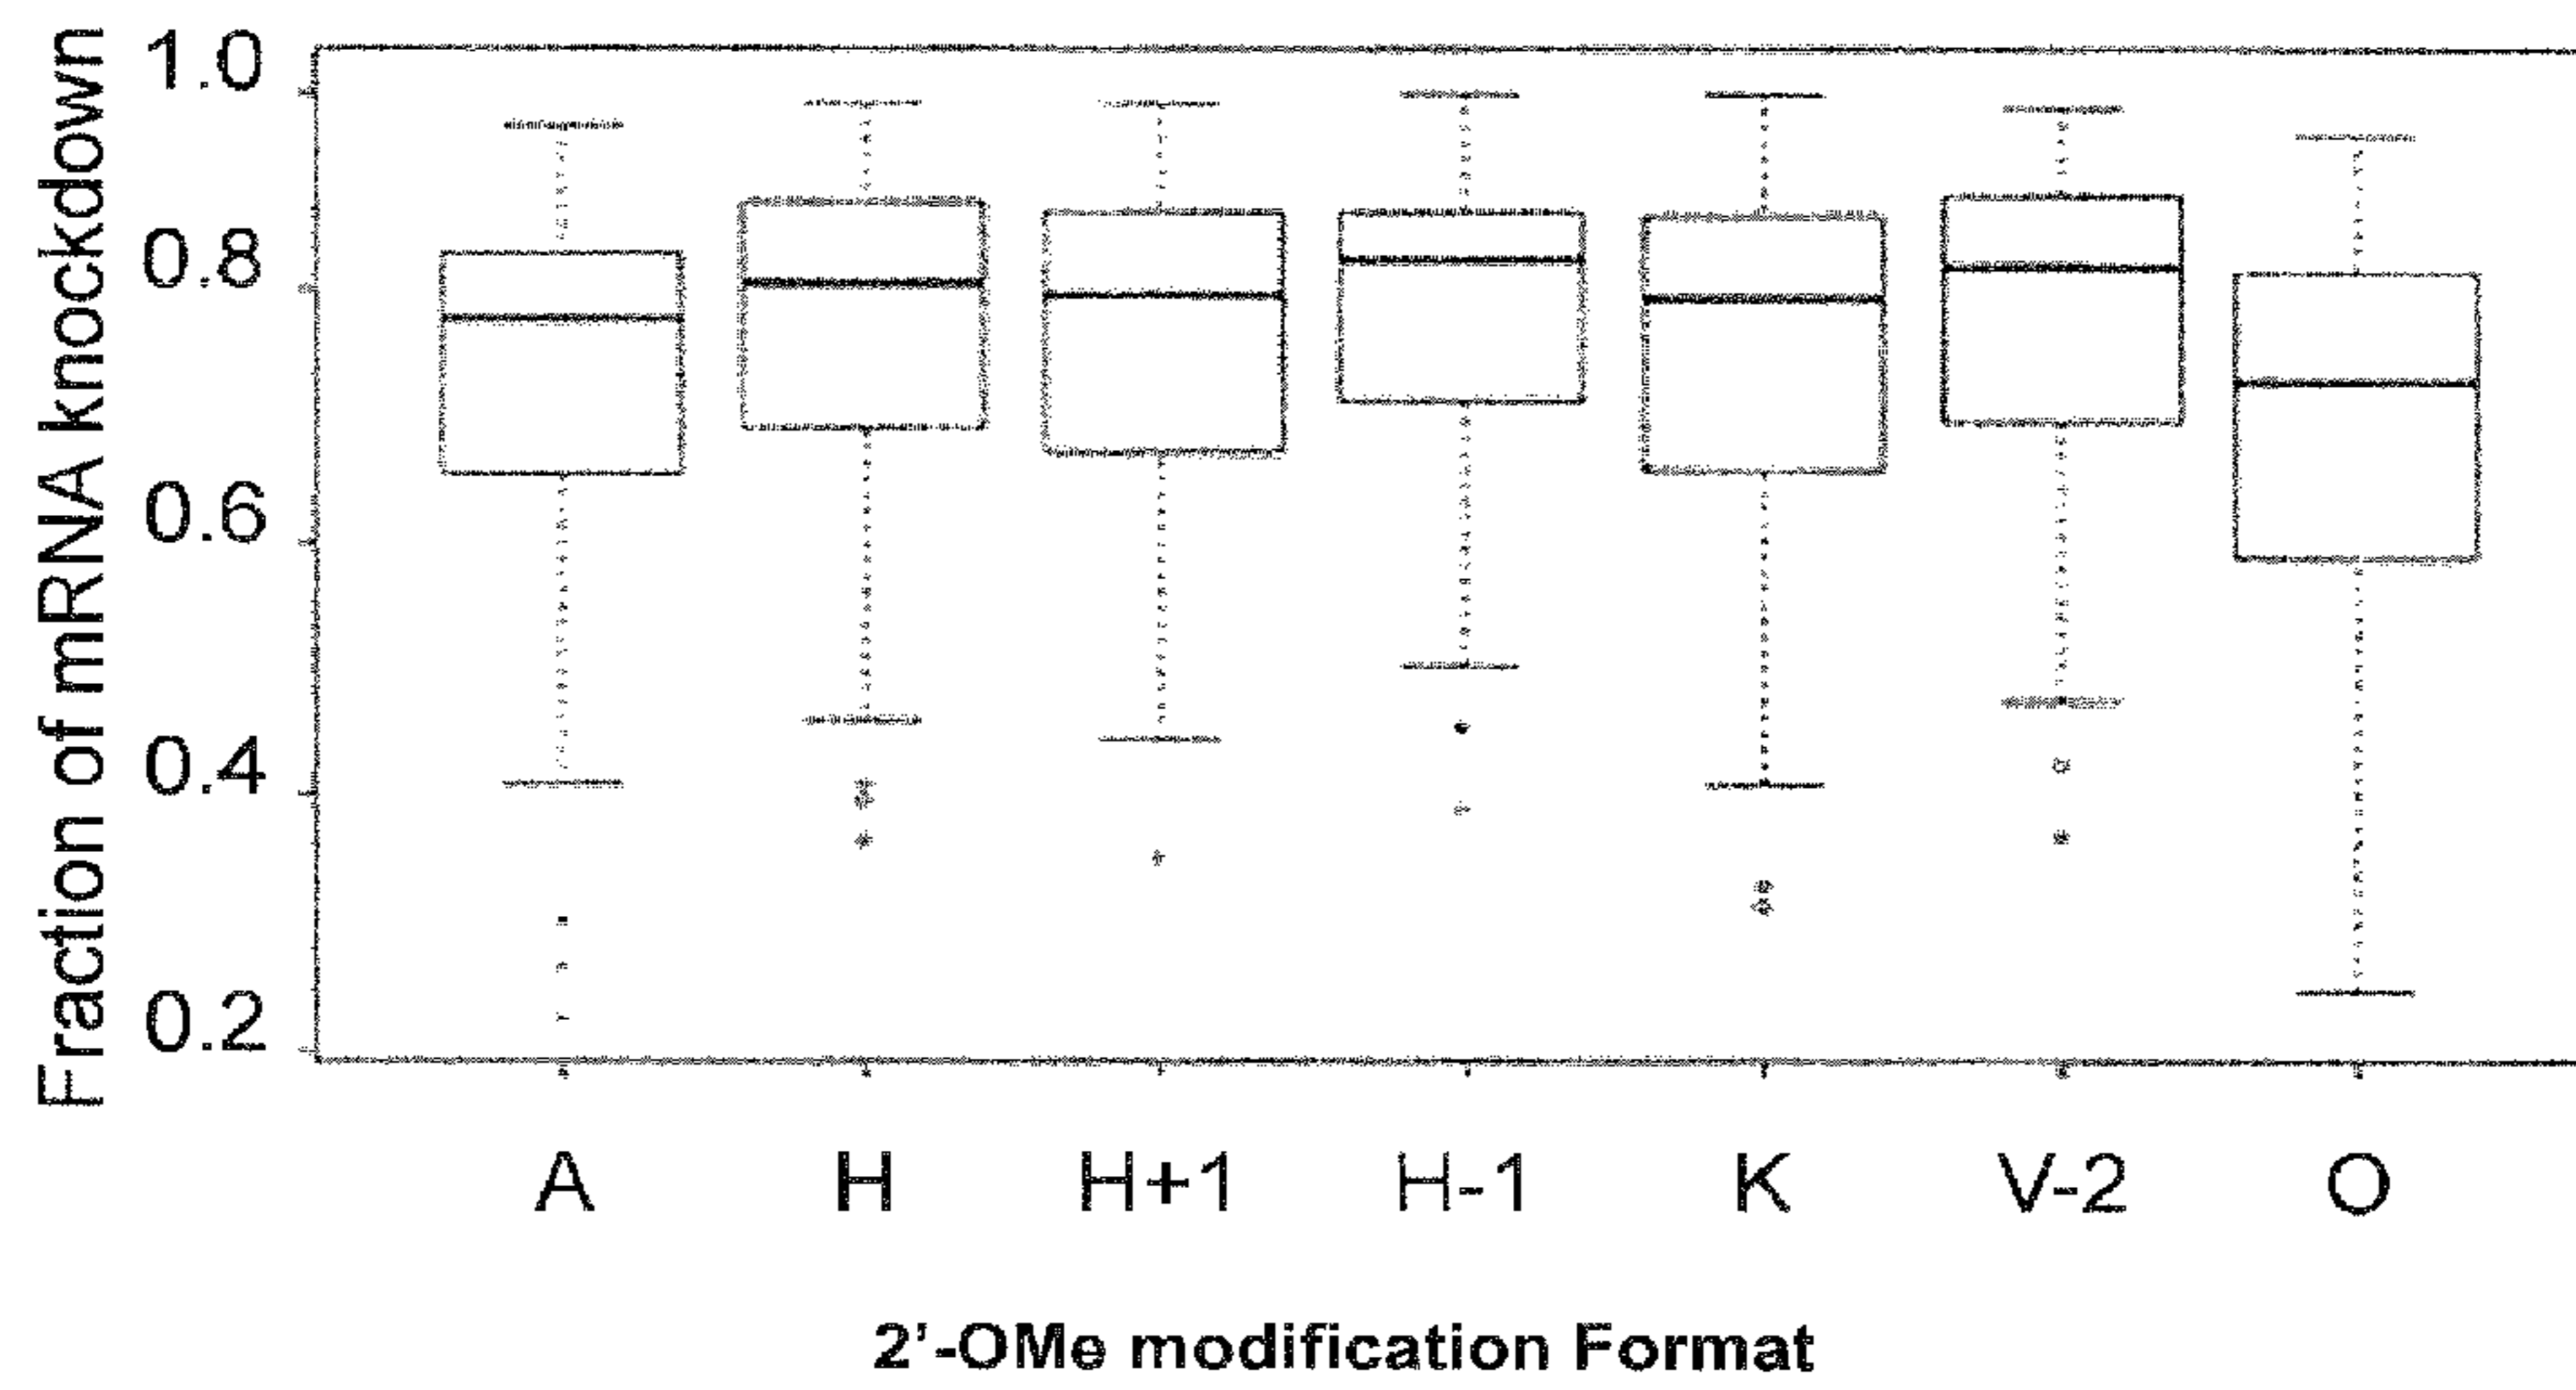 Fraction of mRNA knockdown
1.0
0.8
0.6
0.4
0.2
A H H+1 H-1 K V-2 O
2'-OMe modification Format